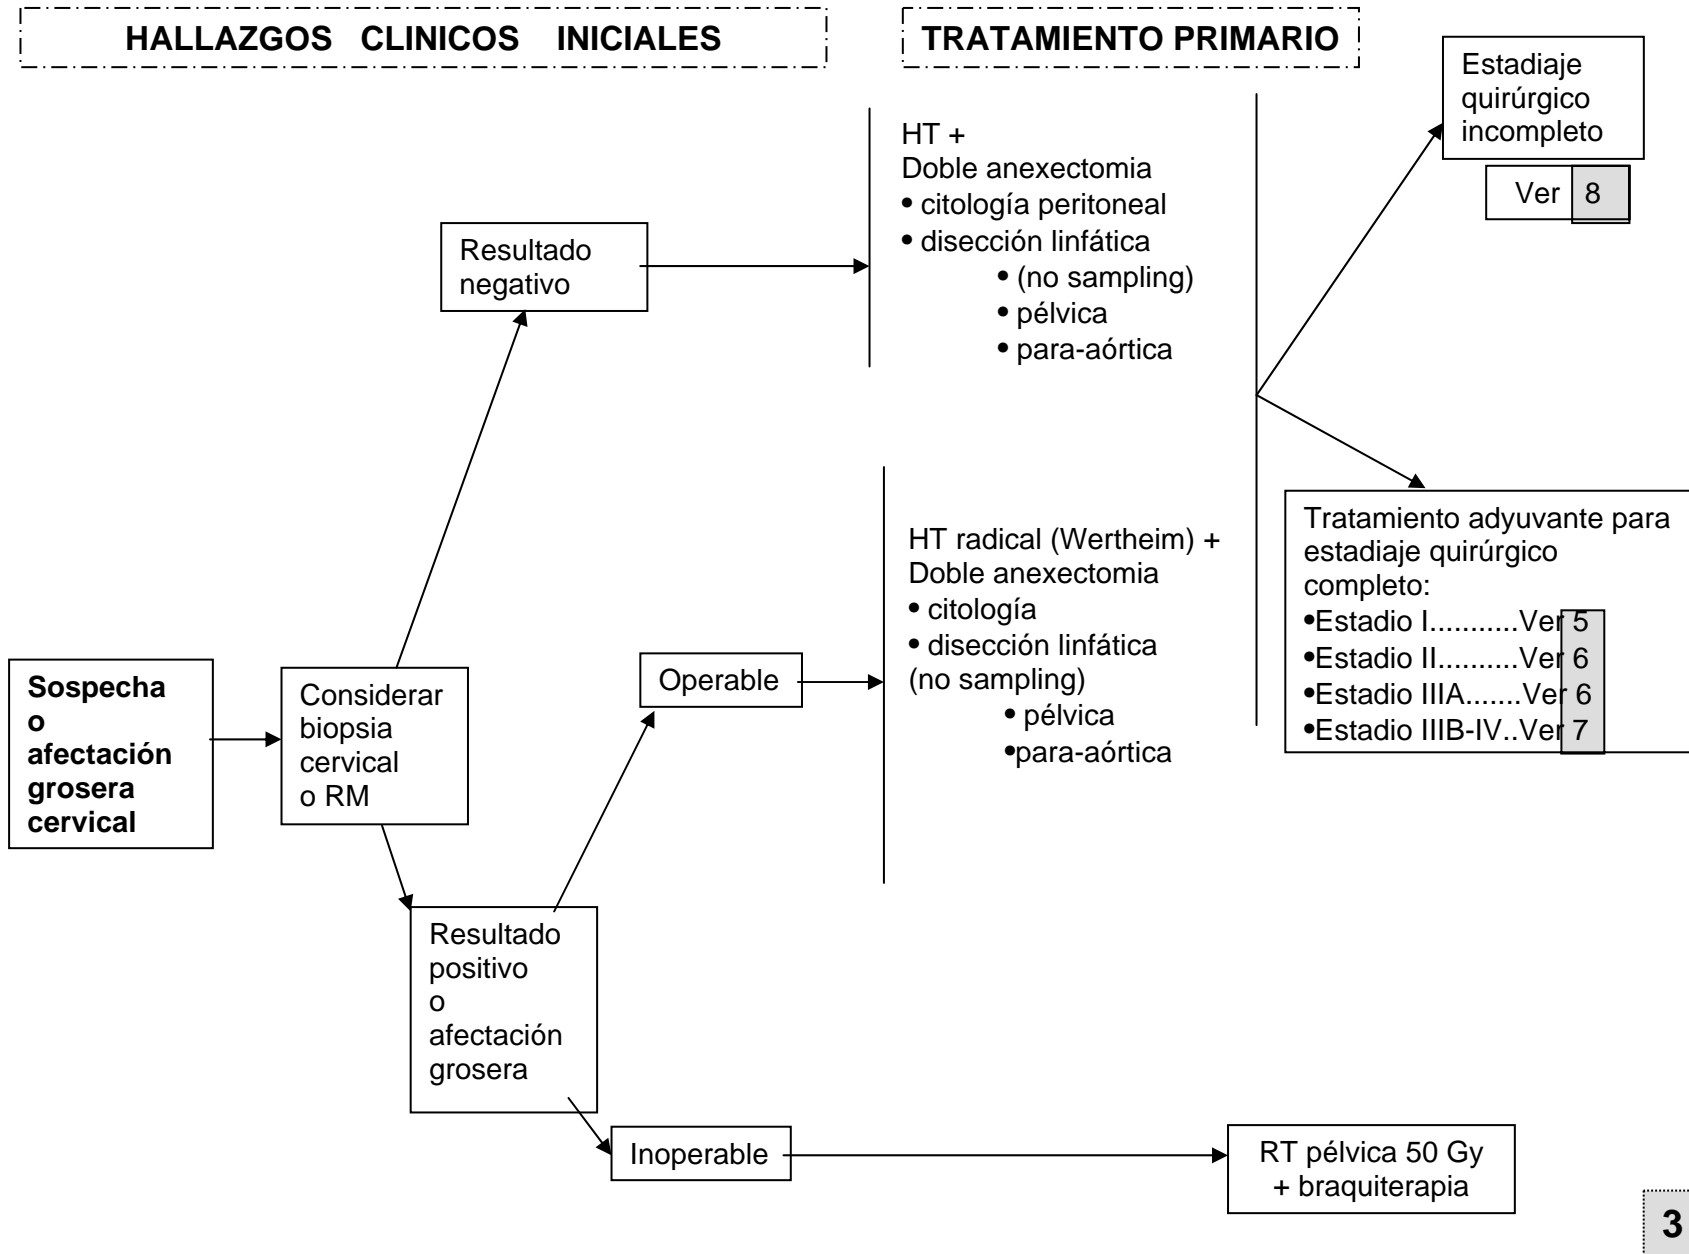 HALLAZGOS CLINICOS INICIALES
TRATAMIENTO PRIMARIO
Estadiaje
quirúrgico
incompleto
Ver 8
HT +
Doble anexectomia
• citología peritoneal
• disección linfática
• (no sampling)
• pélvica
• para-aórtica
Resultado
negativo
Sospecha
o
afectación
grosera
cervical
Considerar
biopsia
cervical
o RM
Operable
HT radical (Wertheim) +
Doble anexectomia
• citología
• disección linfática
(no sampling)
• pélvica
•para-aórtica
Tratamiento adyuvante para
estadiaje quirúrgico
completo:
•Estadio I...........Ver 5
•Estadio II..........Ver 6
•Estadio IIIA.......Ver 6
•Estadio IIIB-IV..Ver 7
Resultado
positivo
o
afectación
grosera
Inoperable
RT pélvica 50 Gy
+ braquiterapia
3